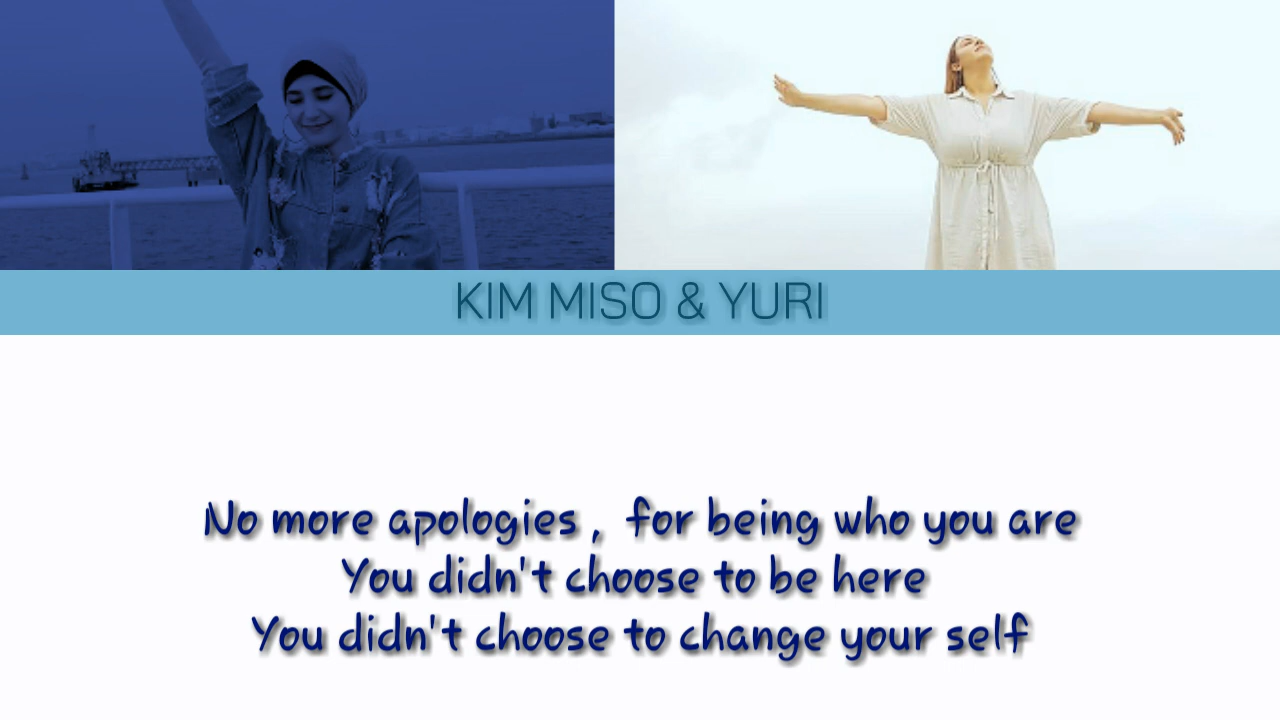 KIM MISO & YURI
No more apologies , for being who you are
You didn't choose to be here
You didn't choose to change your self